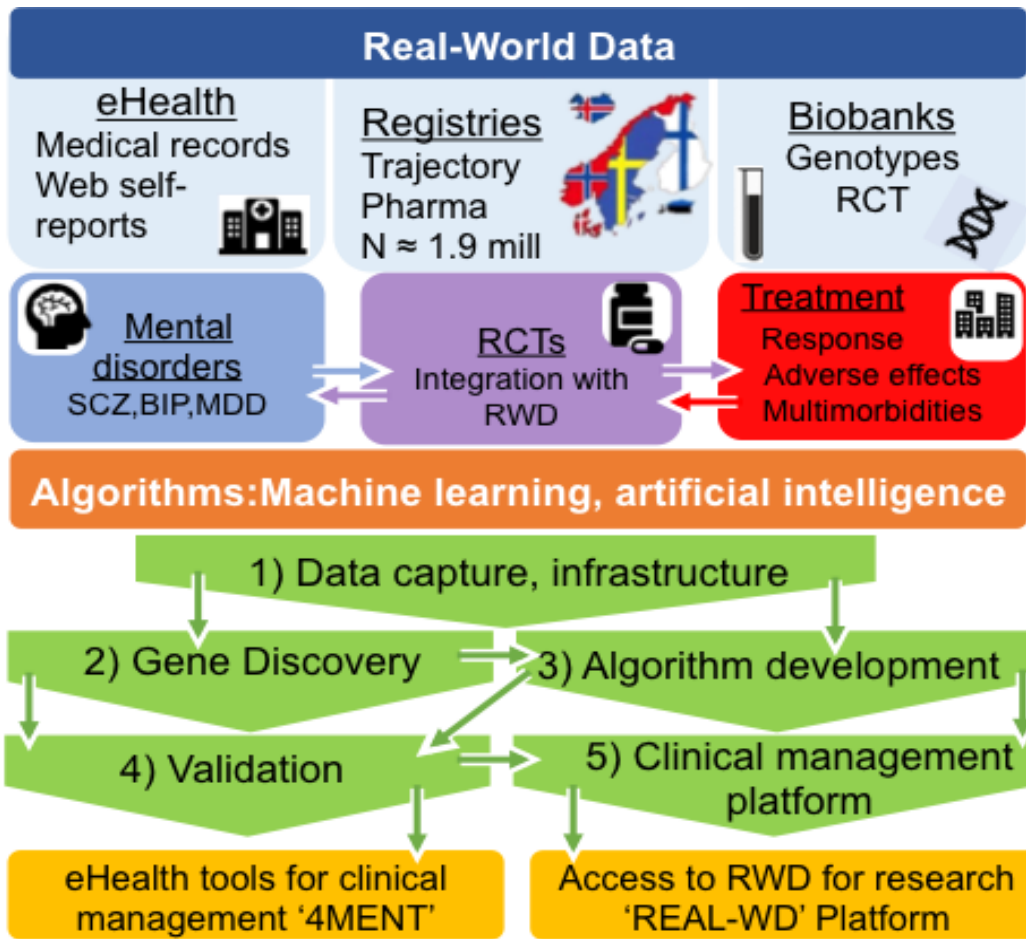 Real-World Data
eHealth
Medical records
Web self-
reports
Registries
Trajectory
Pharma
N ≈ 1.9 mill
Biobanks
Genotypes
RCT
Mental
disorders
SCZ,BIP,MDD
RCTs
Integration with
RWD
Treatment
Response
Adverse effects
Multimorbidities
Algorithms:Machine learning, artificial intelligence
1) Data capture, infrastructure
2) Gene Discovery
3) Algorithm development
4) Validation
5) Clinical management
platform
eHealth tools for clinical
management ‘4MENT’
Access to RWD for research
‘REAL-WD’ Platform